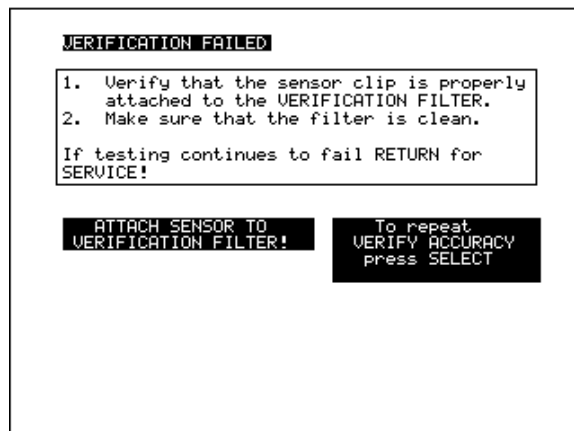 VERIFICATION FAILED
1. Verify that the sensor clip is properly
attached to the VERIFICATION FILTER.
2. Make sure that the filter is clean.
If testing continues to fail RETURN for
SERVICE!
ATTACH SENSOR TO
VERIFICATION FILTER!
To repeat
VERIFY ACCURACY
press SELECT